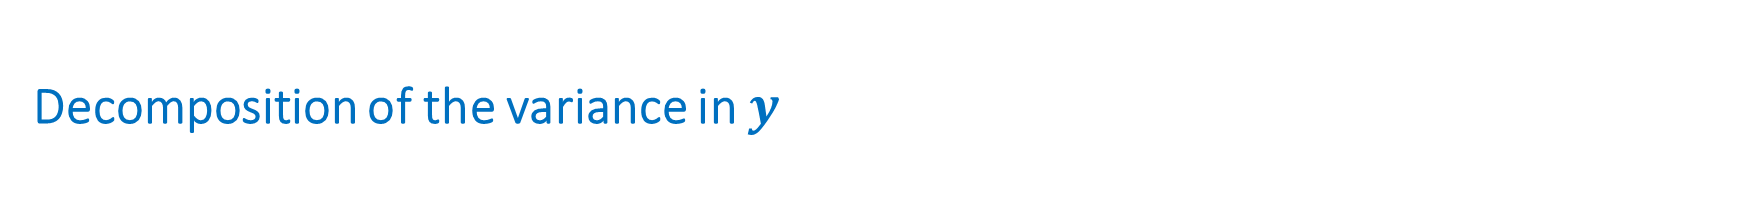 Decomposition of the variance in y